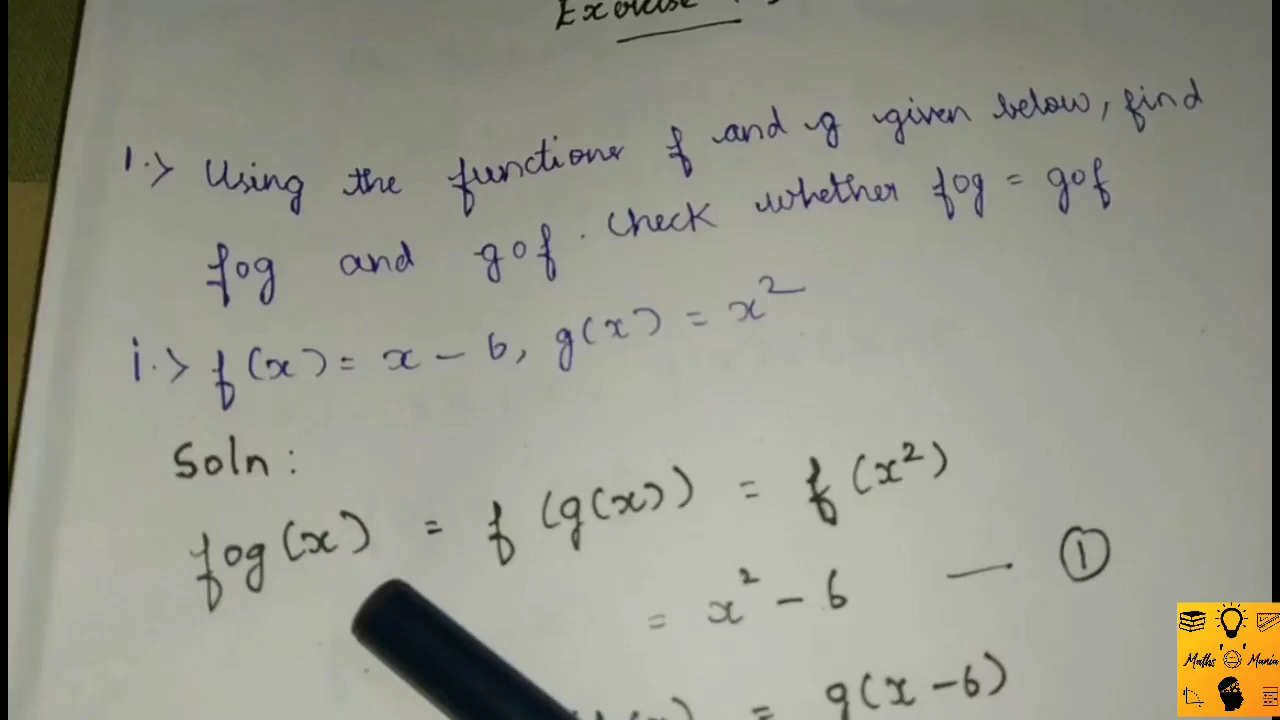 Exercise
1.> Using the functions f and g given below, find
fog and gof. Check whether fog = gof
i.> f(x) = x - 6, g(x) = x²
Soln:
fog(x) = f(g(x)) = f(x²)
= x² - 6 — ①
= g(x-6)
Maths Mania